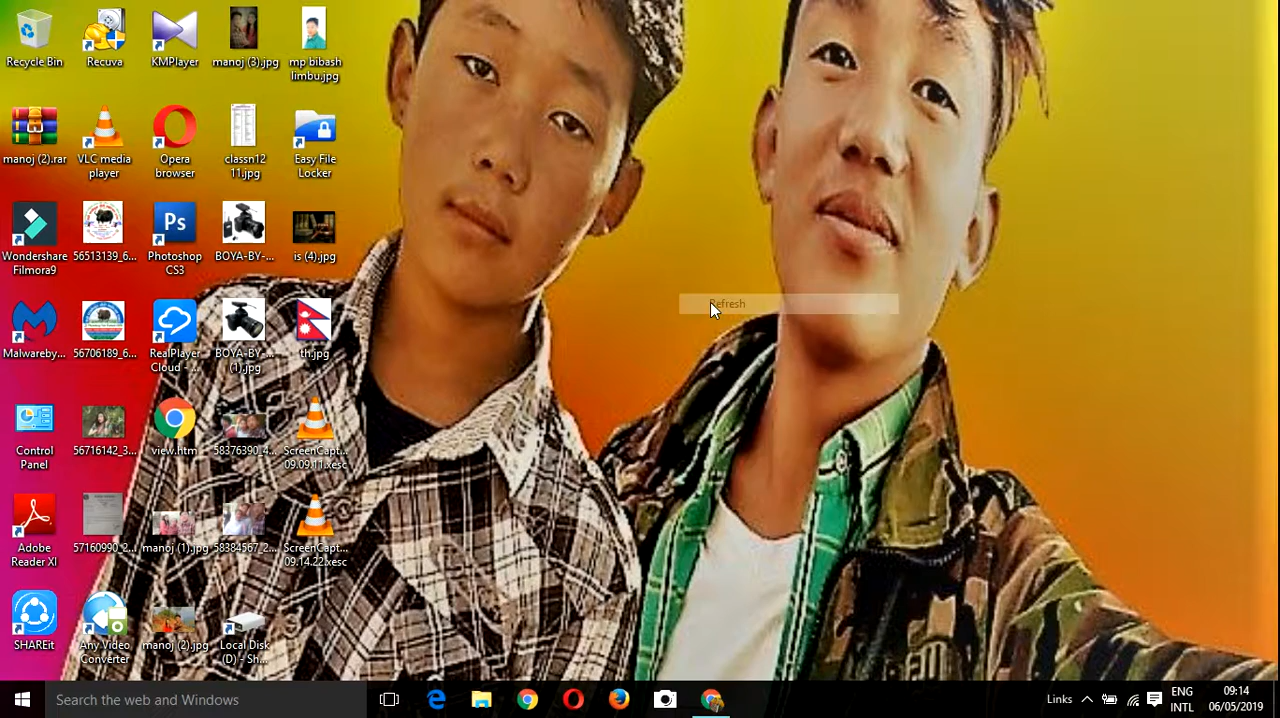 Recycle Bin
Recuva
KMPlayer
manoj (3).jpg
mp bibash
limbu.jpg
manoj (2).rar
VLC media
player
Opera
browser
classn12
11.jpg
Easy File
Locker
Wondershare
Filmora9
56513139_6...
Ps
Photoshop
CS3
BOYA-BY-...
is (4).jpg
Refresh
Malwareby...
56706189_6...
RealPlayer
Cloud - ...
BOYA-BY-...
(1).jpg
th.jpg
Control
Panel
56716142_3...
view.htm
58376390_4...
ScreenCapt...
09.09.11.xesc
Adobe
Reader XI
57160990_2...
manoj (1).jpg
58384567_2...
ScreenCapt...
09.14.22.xesc
SHAREit
Any Video
Converter
manoj (2).jpg
Local Disk
(D) - Sh...
Search the web and Windows
Links
ENG
INTL
09:14
06/05/2019